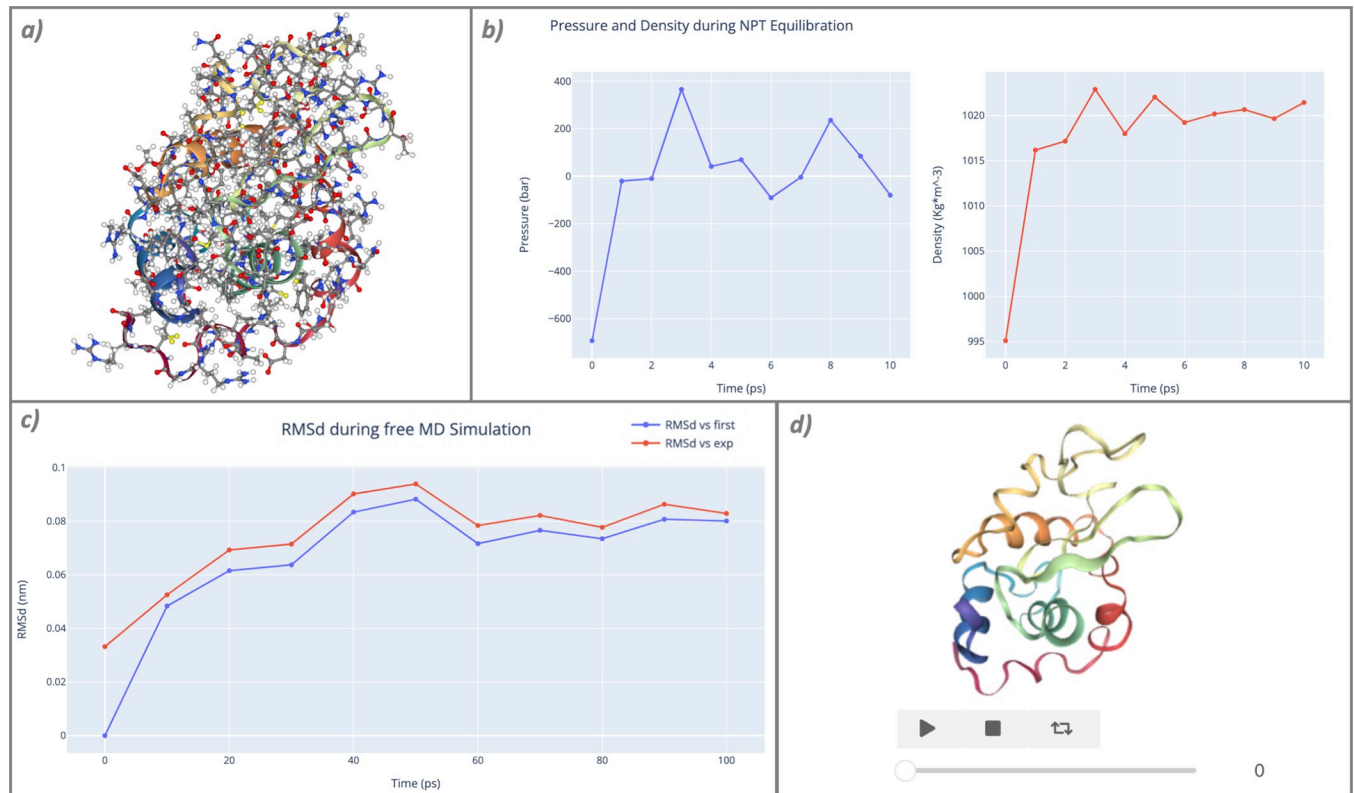 a)
b)
Pressure and Density during NPT Equilibration
400
200
0
−200
−400
−600
Pressure (bar)
0 2 4 6 8 10
Time (ps)
1020
1015
1010
1005
1000
995
Density (Kg*m^-3)
0 2 4 6 8 10
Time (ps)
c)
RMSd during free MD Simulation
RMSd vs first
RMSd vs exp
0.1
0.08
0.06
0.04
0.02
0
RMSd (nm)
0 20 40 60 80 100
Time (ps)
d)
0